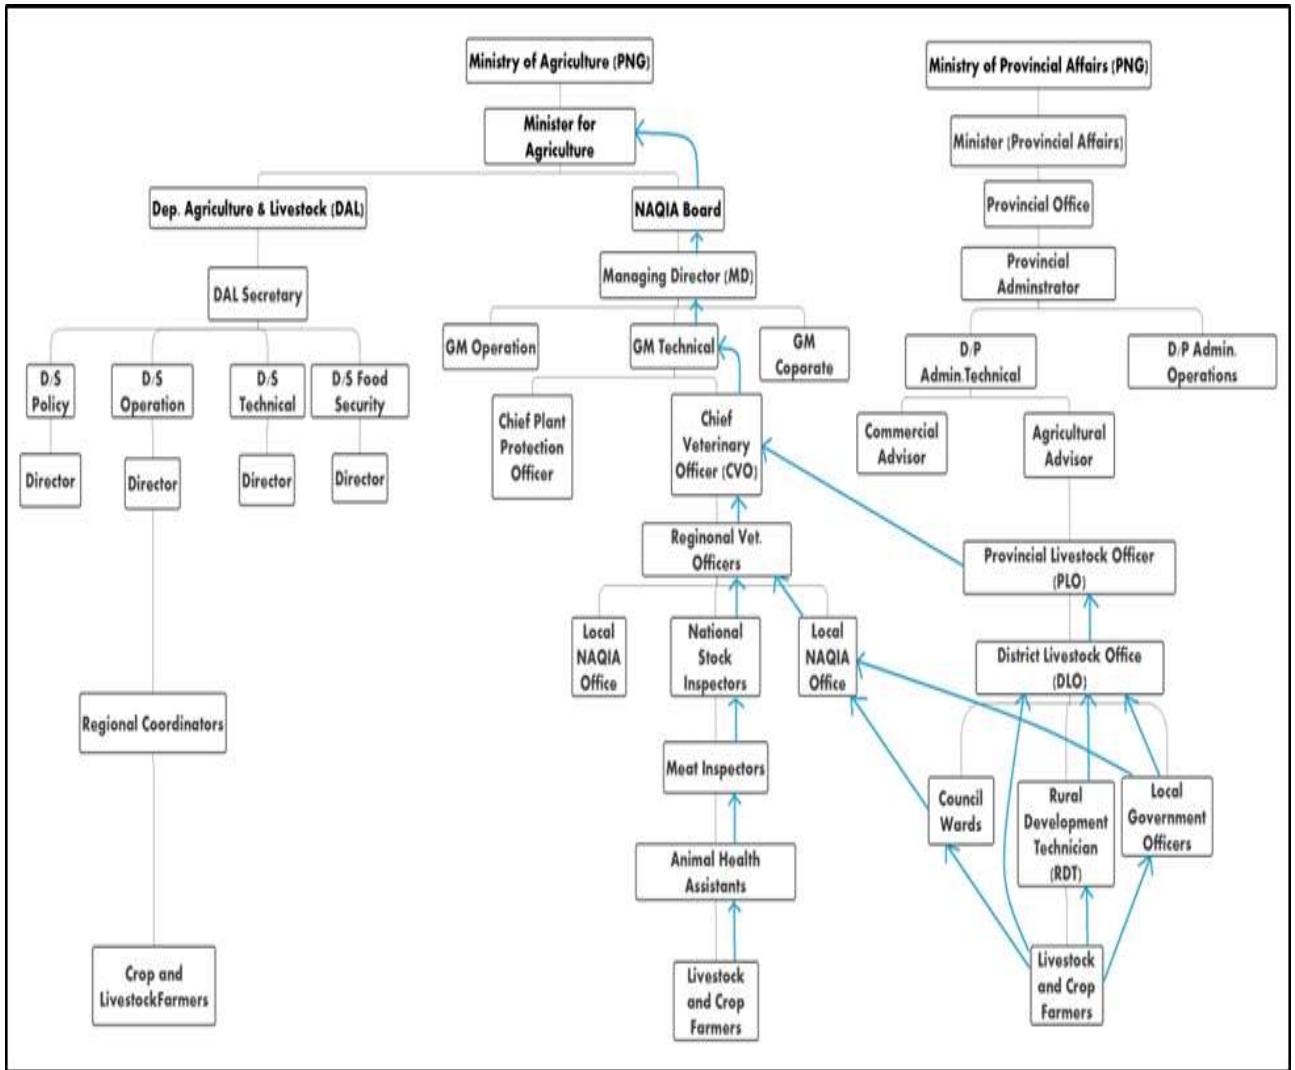 Ministry of Agriculture (PNG)
Ministry of Provincial Affairs (PNG)
Minister for
Agriculture
Minister (Provincial Affairs)
Dep. Agriculture & Livestock (DAL)
NAQIA Board
Provincial Office
Managing Director (MD)
Provincial
Adminstrator
DAL Secretary
GM Operation
GM Technical
GM
Coporate
D/P
Admin.Technical
D/P Admin.
Operations
D/S
Policy
D/S
Operation
D/S
Technical
D/S Food
Security
Chief Plant
Protection
Officer
Chief
Veterinary
Officer (CVO)
Commercial
Advisor
Agricultural
Advisor
Director
Director
Director
Director
Reginonal Vet.
Officers
Provincial Livestock Officer
(PLO)
Local
NAQIA
Office
National
Stock
Inspectors
Local
NAQIA
Office
District Livestock Office
(DLO)
Regional Coordinators
Meat Inspectors
Council
Wards
Rural
Development
Technician
(RDT)
Local
Government
Officers
Animal Health
Assistants
Crop and
LivestockFarmers
Livestock
and Crop
Farmers
Livestock
and Crop
Farmers